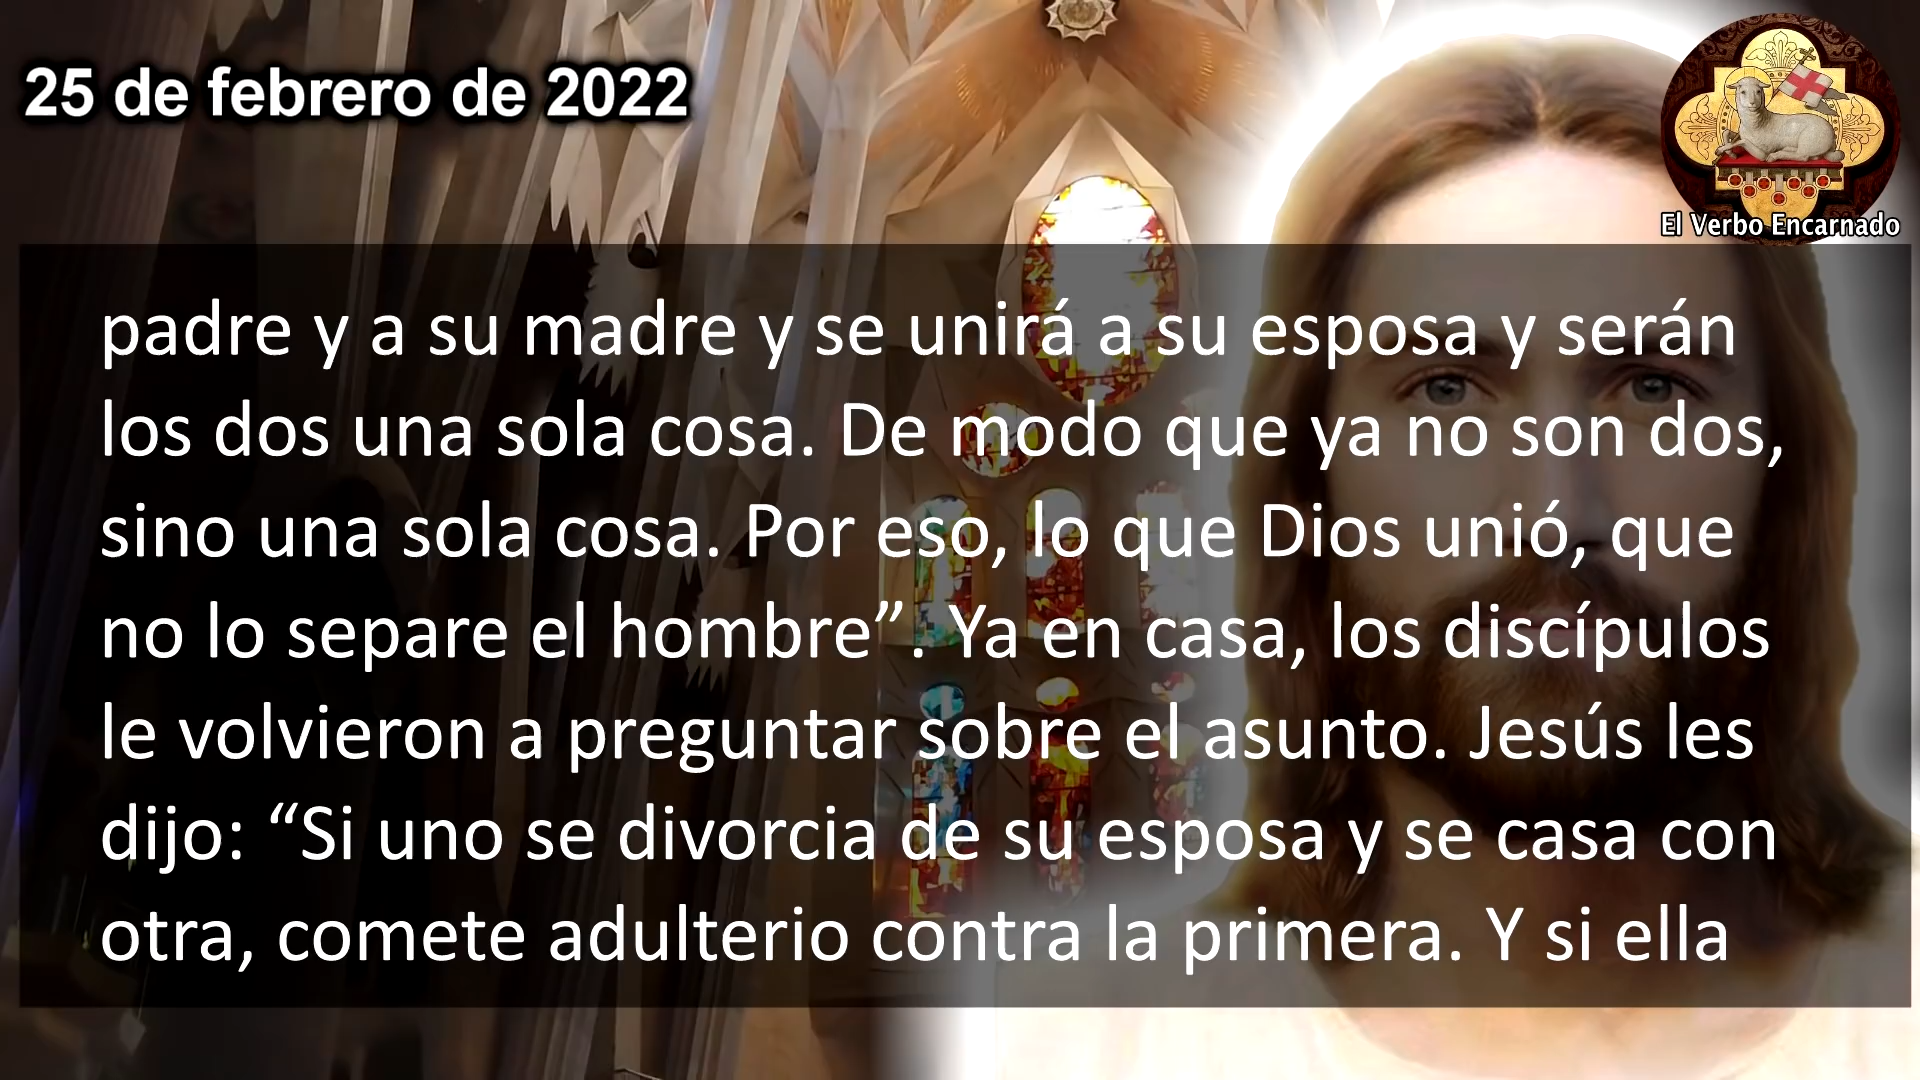 25 de febrero de 2022
El Verbo Encarnado
padre y a su madre y se unirá a su esposa y serán
los dos una sola cosa. De modo que ya no son dos,
sino una sola cosa. Por eso, lo que Dios unió, que
no lo separe el hombre”. Ya en casa, los discípulos
le volvieron a preguntar sobre el asunto. Jesús les
dijo: “Si uno se divorcia de su esposa y se casa con
otra, comete adulterio contra la primera. Y si ella